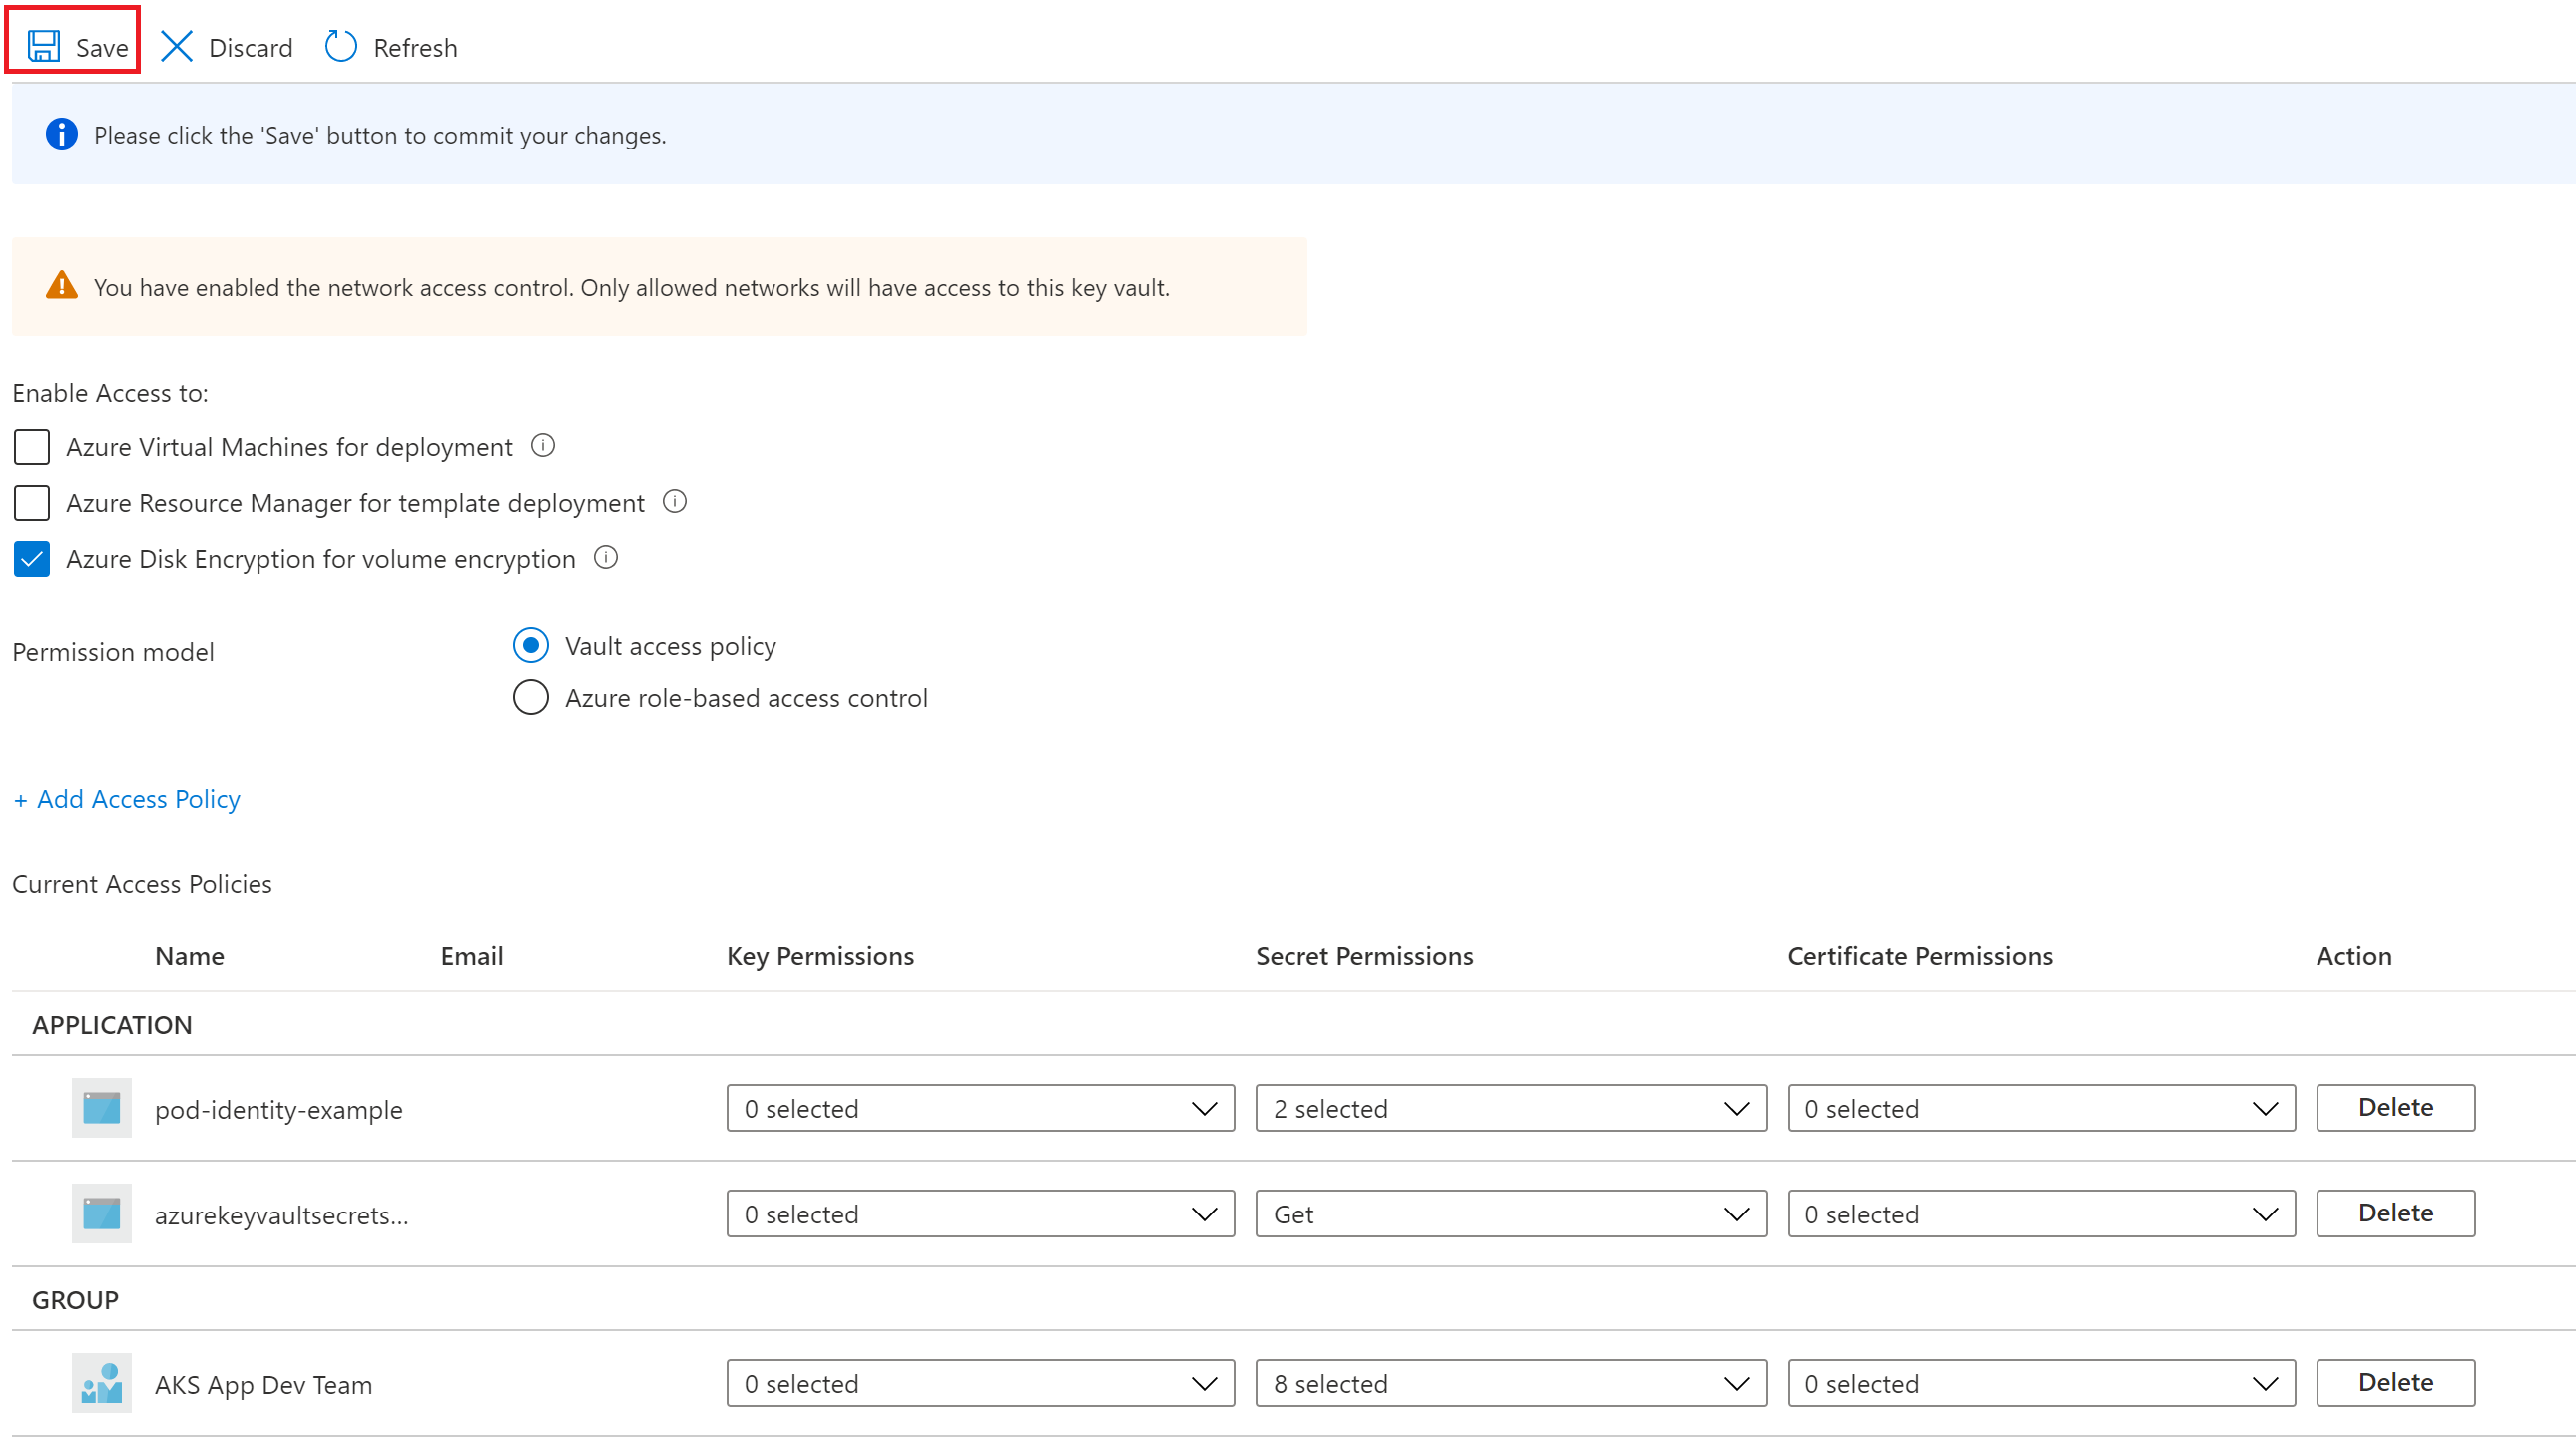 Save Discard Refresh
Please click the 'Save' button to commit your changes.
You have enabled the network access control. Only allowed networks will have access to this key vault.
Enable Access to:
Azure Virtual Machines for deployment
Azure Resource Manager for template deployment
Azure Disk Encryption for volume encryption
Permission model
Vault access policy
Azure role-based access control
+ Add Access Policy
Current Access Policies
Name Email Key Permissions Secret Permissions Certificate Permissions Action
APPLICATION
pod-identity-example 0 selected 2 selected 0 selected Delete
azurekeyvaultsecrets... 0 selected Get 0 selected Delete
GROUP
AKS App Dev Team 0 selected 8 selected 0 selected Delete